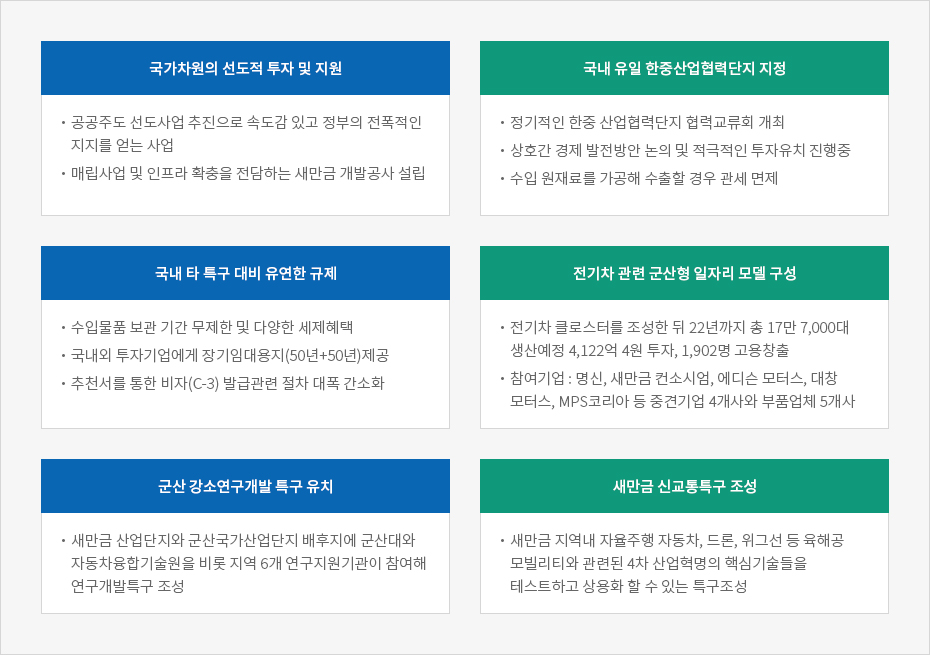 국가차원의 선도적 투자 및 지원
• 공공주도 선도사업 추진으로 속도감 있고 정부의 전폭적인
지지를 얻는 사업
• 매립사업 및 인프라 확충을 전담하는 새만금 개발공사 설립
국내 유일 한중산업협력단지 지정
• 정기적인 한중 산업협력단지 협력교류회 개최
• 상호간 경제 발전방안 논의 및 적극적인 투자유치 진행중
• 수입 원재료를 가공해 수출할 경우 관세 면제
국내 타 특구 대비 유연한 규제
• 수입물품 보관 기간 무제한 및 다양한 세제혜택
• 국내외 투자기업에게 장기임대용지(50년+50년)제공
• 추천서를 통한 비자(C-3) 발급관련 절차 대폭 간소화
전기차 관련 군산형 일자리 모델 구성
• 전기차 클로스터를 조성한 뒤 22년까지 총 17만 7,000대
생산예정 4,122억 4원 투자, 1,902명 고용창출
• 참여기업 : 명신, 새만금 컨소시엄, 에디슨 모터스, 대창
모터스, MPS코리아 등 중견기업 4개사와 부품업체 5개사
군산 강소연구개발 특구 유치
• 새만금 산업단지와 군산국가산업단지 배후지에 군산대와
자동차융합기술원을 비롯 지역 6개 연구지원기관이 참여해
연구개발특구 조성
새만금 신교통특구 조성
• 새만금 지역내 자율주행 자동차, 드론, 위그선 등 육해공
모빌리티와 관련된 4차 산업혁명의 핵심기술들을
테스트하고 상용화 할 수 있는 특구조성